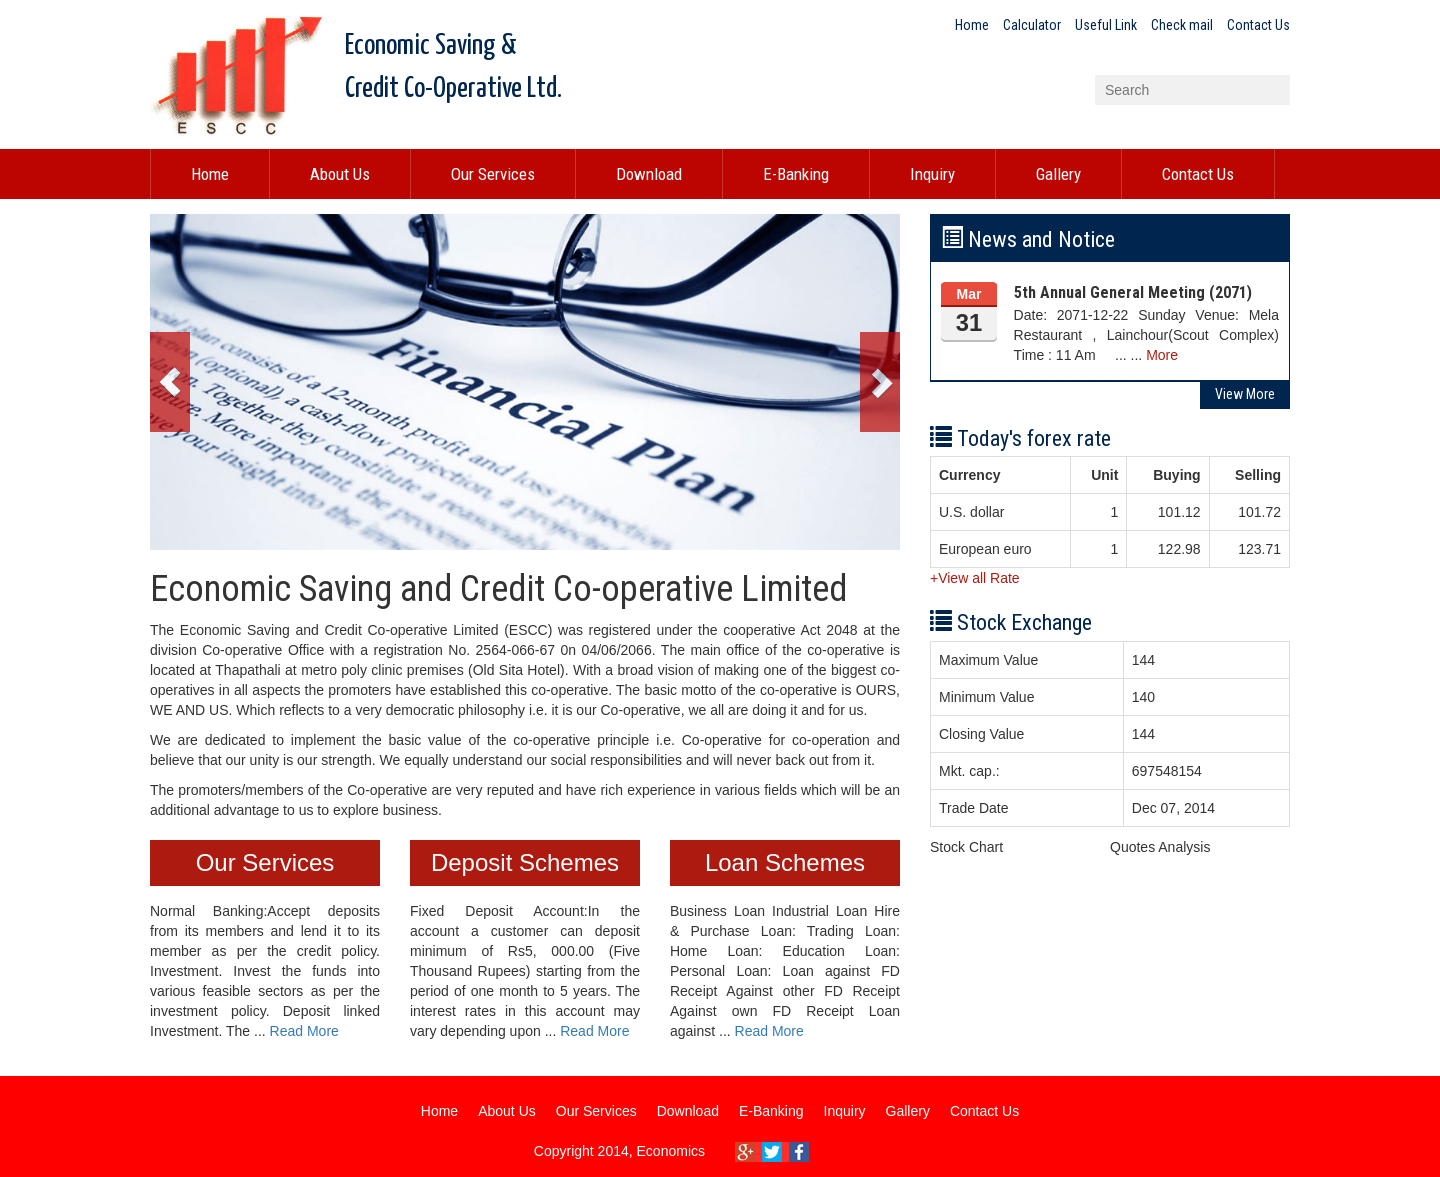 Home Calculator Useful Link Check mail Contact Us
Economic Saving &
Credit Co-Operative Ltd.
E S C C
Search
Home About Us Our Services Download E-Banking Inquiry Gallery Contact Us
cial plan consists of a 12-month profit and loss projection,
ection (optional), a cash-flow projection,
Together they constitute a reasonable
More important, the process
your insight into the
Financial Plan
Economic Saving and Credit Co-operative Limited
The Economic Saving and Credit Co-operative Limited (ESCC) was registered under the cooperative Act 2048 at the
division Co-operative Office with a registration No. 2564-066-67 0n 04/06/2066. The main office of the co-operative is
located at Thapathali at metro poly clinic premises (Old Sita Hotel). With a broad vision of making one of the biggest co-
operatives in all aspects the promoters have established this co-operative. The basic motto of the co-operative is OURS,
WE AND US. Which reflects to a very democratic philosophy i.e. it is our Co-operative, we all are doing it and for us.
We are dedicated to implement the basic value of the co-operative principle i.e. Co-operative for co-operation and
believe that our unity is our strength. We equally understand our social responsibilities and will never back out from it.
The promoters/members of the Co-operative are very reputed and have rich experience in various fields which will be an
additional advantage to us to explore business.
Our Services
Normal Banking:Accept deposits
from its members and lend it to its
member as per the credit policy.
Investment. Invest the funds into
various feasible sectors as per the
investment policy. Deposit linked
Investment. The ... Read More
Deposit Schemes
Fixed Deposit Account:In the
account a customer can deposit
minimum of Rs5, 000.00 (Five
Thousand Rupees) starting from the
period of one month to 5 years. The
interest rates in this account may
vary depending upon ... Read More
Loan Schemes
Business Loan Industrial Loan Hire
& Purchase Loan: Trading Loan:
Home Loan: Education Loan:
Personal Loan: Loan against FD
Receipt Against other FD Receipt
Against own FD Receipt Loan
against ... Read More
News and Notice
Mar
31
5th Annual General Meeting (2071)
Date: 2071-12-22 Sunday Venue: Mela
Restaurant , Lainchour(Scout Complex)
Time : 11 Am ... ... More
View More
Today's forex rate
Currency Unit Buying Selling
U.S. dollar 1 101.12 101.72
European euro 1 122.98 123.71
+View all Rate
Stock Exchange
Maximum Value 144
Minimum Value 140
Closing Value 144
Mkt. cap.: 697548154
Trade Date Dec 07, 2014
Stock Chart Quotes Analysis
Home About Us Our Services Download E-Banking Inquiry Gallery Contact Us
Copyright 2014, Economics